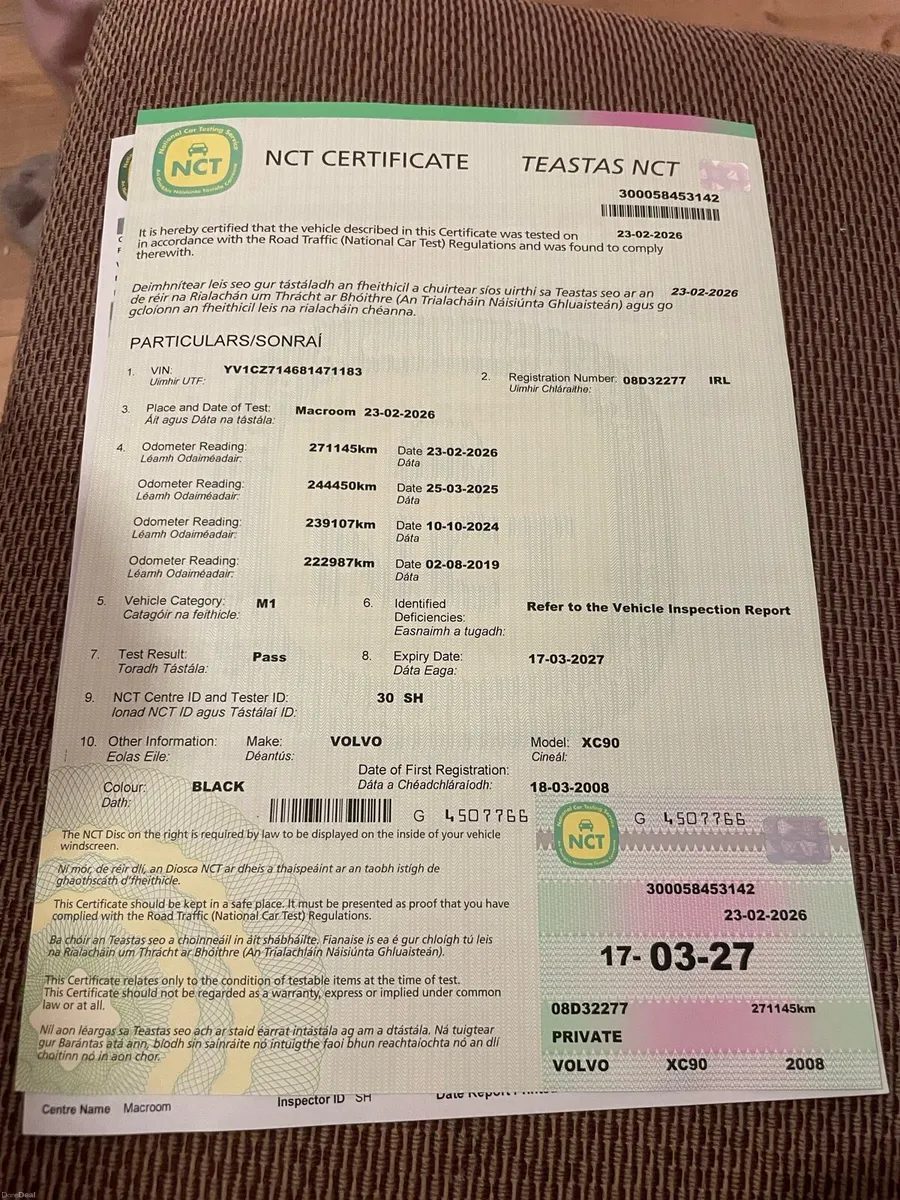 National Car Testing Service
NCT
An tSeirbhís Náisiúnta Tástála Carranna
NCT CERTIFICATE
TEASTAS NCT
300058453142
It is hereby certified that the vehicle described in this Certificate was tested on 23-02-2026
in accordance with the Road Traffic (National Car Test) Regulations and was found to comply
therewith.
Deimhnítear leis seo gur tástáladh an fheithicil a chuirtear síos uirthi sa Teastas seo ar an 23-02-2026
de réir na Rialachán um Thrácht ar Bhóithre (An Trialacháin Náisiúnta Ghluaisteán) agus go
gcloíonn an fheithicil leis na rialacháin chéanna.
PARTICULARS/SONRAÍ
1. VIN: YV1CZ714681471183
Uimhir UTF:
2. Registration Number: 08D32277 IRL
Uimhir Chláraithe:
3. Place and Date of Test: Macroom 23-02-2026
Áit agus Dáta na tástála:
4. Odometer Reading: 271145km Date 23-02-2026
Léamh Odaiméadair: Dáta
Odometer Reading: 244450km Date 25-03-2025
Léamh Odaiméadair: Dáta
Odometer Reading: 239107km Date 10-10-2024
Léamh Odaiméadair: Dáta
Odometer Reading: 222987km Date 02-08-2019
Léamh Odaiméadair: Dáta
5. Vehicle Category: M1
Catagóir na feithicle:
6. Identified Refer to the Vehicle Inspection Report
Deficiencies:
Easnaimh a tugadh:
7. Test Result: Pass
Toradh Tástála:
8. Expiry Date: 17-03-2027
Dáta Éaga:
9. NCT Centre ID and Tester ID: 30 SH
Ionad NCT ID agus Tástálaí ID:
10. Other Information: Make: VOLVO Model: XC90
Eolas Eile: Déantús: Cineál:
Date of First Registration:
Colour: BLACK Dáta a Chéadchláraíodh: 18-03-2008
Dath:
G 4507766
The NCT Disc on the right is required by law to be displayed on the inside of your vehicle
windscreen.
Ní mór, de réir dlí, an Diosca NCT ar dheis a thaispeáint ar an taobh istigh de
ghaothscáth d'fheithicle.
This Certificate should be kept in a safe place. It must be presented as proof that you have
complied with the Road Traffic (National Car Test) Regulations.
Ba chóir an Teastas seo a choinneáil in áit shábháilte. Fianaise is ea é gur chloígh tú leis
na Rialacháin um Thrácht ar Bhóithre (An Trialacháin Náisiúnta Ghluaisteán).
This Certificate relates only to the condition of testable items at the time of test.
This Certificate should not be regarded as a warranty, express or implied under common
law or at all.
Níl aon léargas sa Teastas seo ach ar staid éarraí intástála ag am a dtástála. Ná tuigtear
gur Barántas atá ann, bíodh sin sainráite nó intuigthe faoi bhun reachtaíochta nó an dlí
choitinn nó in aon chor.
G 4507766
NCT
300058453142
23-02-2026
17- 03-27
08D32277 271145km
PRIVATE
VOLVO XC90 2008
Centre Name Macroom
Inspector ID SH
DoneDeal